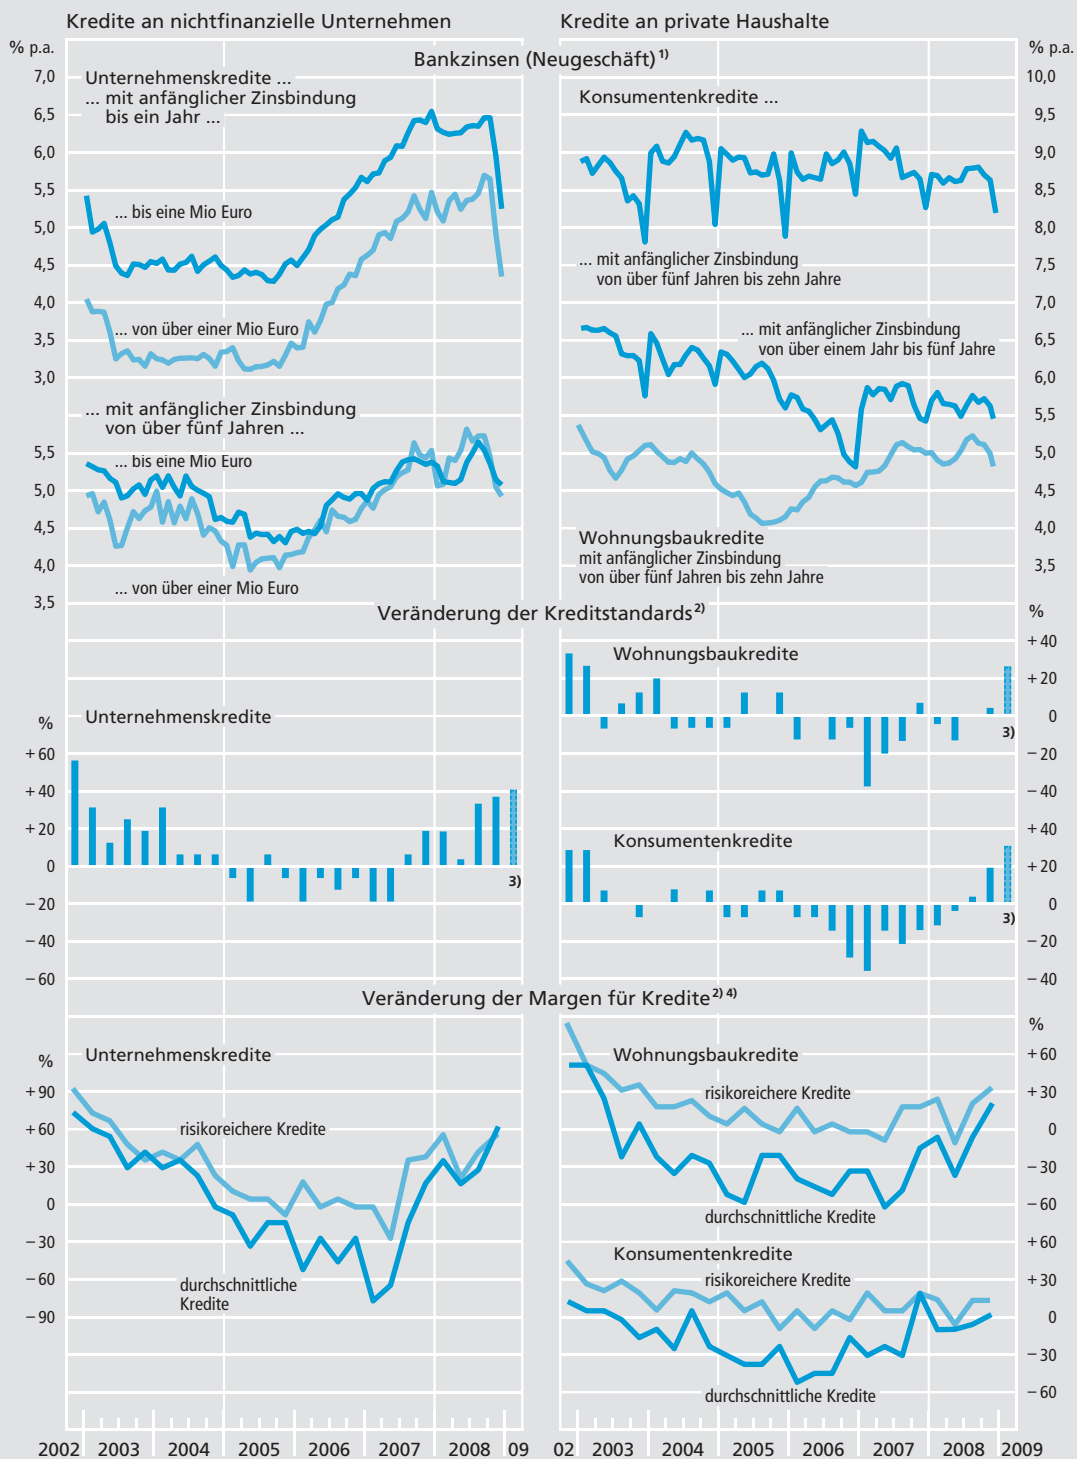 Kredite an nichtfinanzielle Unternehmen
Kredite an private Haushalte
% p.a.
Bankzinsen (Neugeschäft) 1)
% p.a.
7,0
6,5
6,0
5,5
5,0
4,5
4,0
3,5
3,0
Unternehmenskredite ...
... mit anfänglicher Zinsbindung
bis ein Jahr ...
... bis eine Mio Euro
... von über einer Mio Euro
... mit anfänglicher Zinsbindung
von über fünf Jahren ...
5,5
5,0
4,5
4,0
3,5
... bis eine Mio Euro
... von über einer Mio Euro
10,0
9,5
9,0
8,5
8,0
7,5
7,0
6,5
6,0
5,5
5,0
4,5
4,0
3,5
Konsumentenkredite ...
... mit anfänglicher Zinsbindung
von über fünf Jahren bis zehn Jahre
... mit anfänglicher Zinsbindung
von über einem Jahr bis fünf Jahre
Wohnungsbaukredite
mit anfänglicher Zinsbindung
von über fünf Jahren bis zehn Jahre
Veränderung der Kreditstandards 2)
%
Unternehmenskredite
+ 60
+ 40
+ 20
0
− 20
− 40
− 60
3)
%
Wohnungsbaukredite
+ 40
+ 20
0
− 20
− 40
3)
Konsumentenkredite
+ 40
+ 20
0
− 20
− 40
3)
Veränderung der Margen für Kredite 2) 4)
%
Unternehmenskredite
+ 90
+ 60
+ 30
0
− 30
− 60
− 90
risikoreichere Kredite
durchschnittliche
Kredite
%
Wohnungsbaukredite
+ 60
+ 30
0
− 30
− 60
risikoreichere Kredite
durchschnittliche Kredite
Konsumentenkredite
+ 60
+ 30
0
− 30
− 60
risikoreichere Kredite
durchschnittliche Kredite
2002 2003 2004 2005 2006 2007 2008 09
02 2003 2004 2005 2006 2007 2008 2009